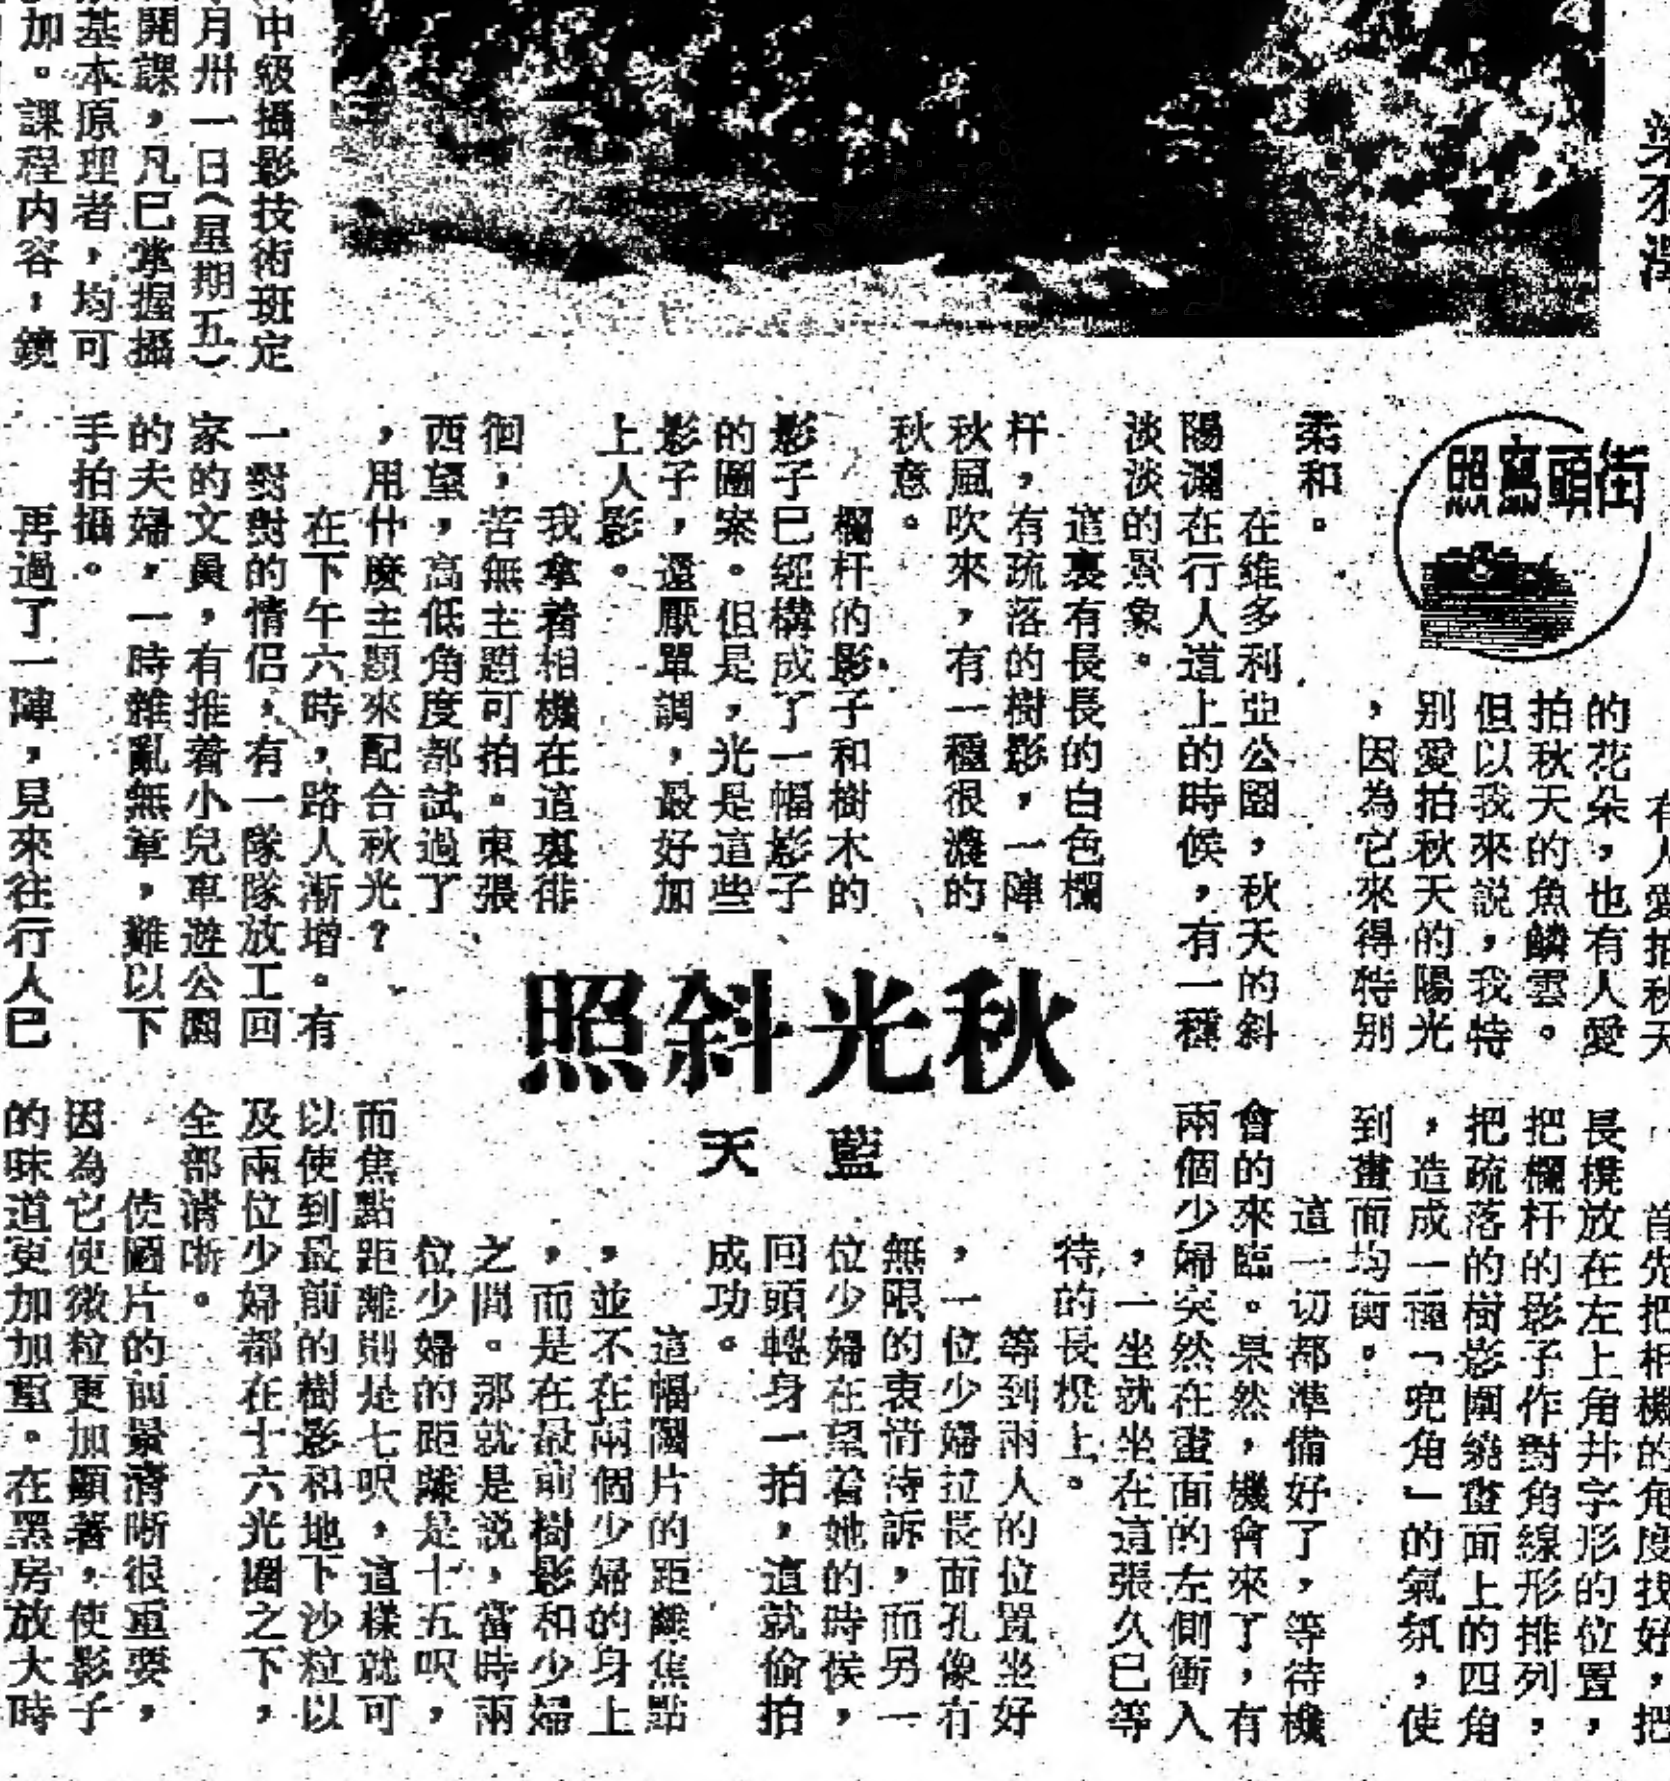 中級攝影技術班定
月卅一日（星期五）
開課，凡已掌握攝
基本原理者，均可
加。課程内容，鏡
街頭寫照
秋光斜照
藍天
有人愛拍秋天
的花朵，也有人愛
拍秋天的魚鱗雲。
但以我來説，我特
别愛拍秋天的陽光
，因為它來得特别
柔和。
在維多利亞公園，秋天的斜
陽灑在行人道上的時候，有一種
淡淡的景象。
這裏有長長的白色欄
杆，有疏落的樹影，一陣
秋風吹來，有一種很濃的
秋意。
欄杆的影子和樹木的
影子已經構成了一幅影子
的圖案。但是，光是這些
影子，還厭單調，最好加
上人影。
我拿着相機在這裏徘
徊，苦無主題可拍。東張
西望，高低角度都試過了
，用什麽主題來配合秋光？
在下午六時，路人漸增。有
一對對的情侣，有一隊隊放工回
家的文員，有推着小兒車遊公園
的夫婦，一時雜亂無章，難以下
手拍攝。
再過了一陣，見來往行人已
首先把相機的角度找好，把
長櫈放在左上角井字形的位置，
把欄杆的影子作對角線形排列，
把疏落的樹影圍繞畫面上的四角
，造成一種「兜角」的氣氛，使
到畫面均衡。
這一切都準備好了，等待機
會的來臨。果然，機會來了，有
兩個少婦突然在畫面的左側衝入
，一坐就坐在這張久已等
待的長櫈上。
等到兩人的位置坐好
，一位少婦拉長面孔像有
無限的衷情待訴，而另一
位少婦在望着她的時候，
回頭轉身一拍，這就偷拍
成功。
這幅圖片的距離焦點
，並不在兩個少婦的身上
，而是在最前樹影和少婦
之間。那就是説，當時兩
位少婦的距離是十五呎，
而焦點距離則是七呎，這樣就可
以使到最前的樹影和地下沙粒以
及兩位少婦都在十六光圈之下，
全部清晰。
使圖片的前景清晰很重要，
因為它使微粒更加顯著，使影子
的味道更加加重。在黑房放大時